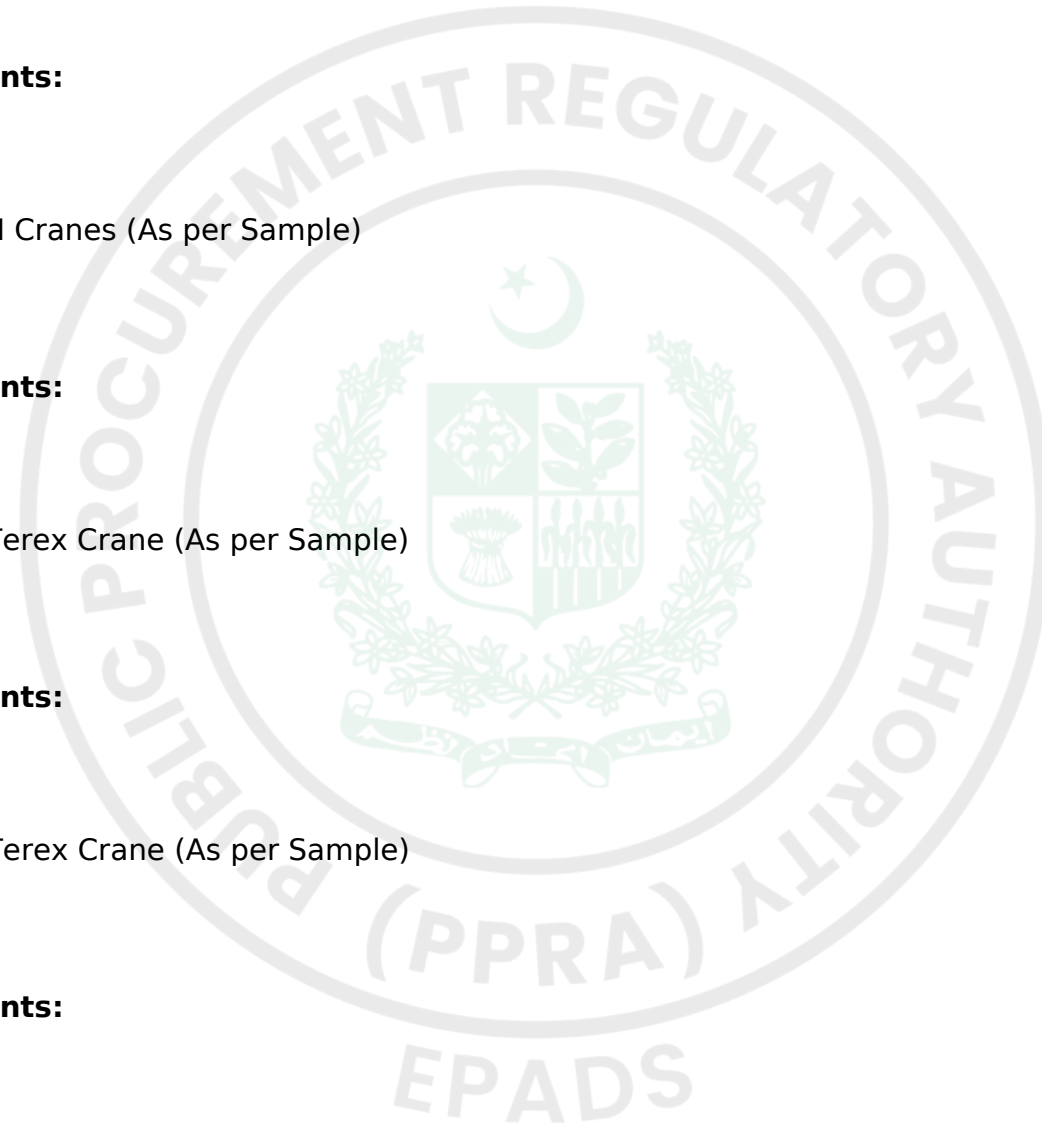 nts:
Cranes (As per Sample)
nts:
Terex Crane (As per Sample)
nts:
Terex Crane (As per Sample)
nts:
PUBLIC PROCUREMENT REGULATORY AUTHORITY
(PPRA)
EPADS